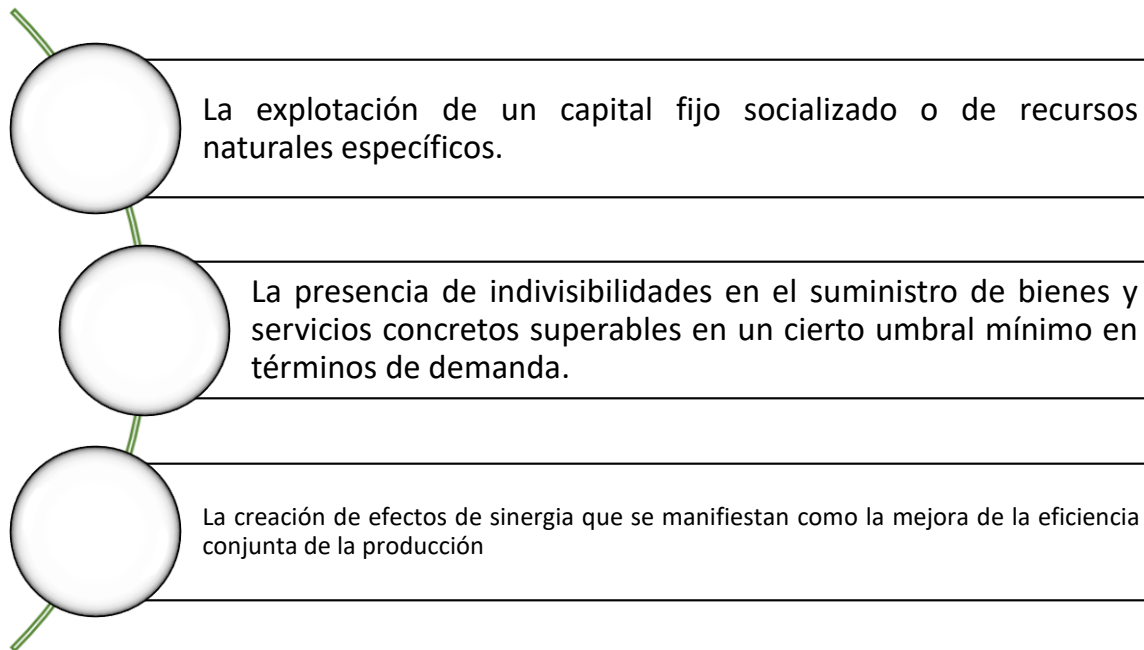 La explotación de un capital fijo socializado o de recursos
naturales específicos.
La presencia de indivisibilidades en el suministro de bienes y
servicios concretos superables en un cierto umbral mínimo en
términos de demanda.
La creación de efectos de sinergia que se manifiestan como la mejora de la eficiencia
conjunta de la producción